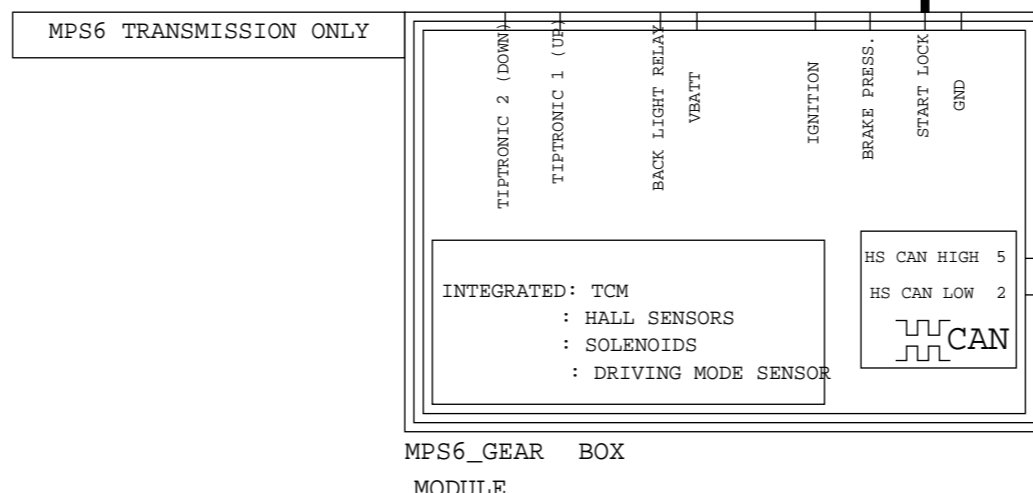 MPS6 TRANSMISSION ONLY
TIPTRONIC 2 (DOWN)
TIPTRONIC 1 (UP)
BACK LIGHT RELAY
VBATT
IGNITION
BRAKE PRESS.
START LOCK
GND
HS CAN HIGH 5
HS CAN LOW 2
CAN
INTEGRATED: TCM
: HALL SENSORS
: SOLENOIDS
: DRIVING MODE SENSOR
MPS6_GEAR BOX
MODULE